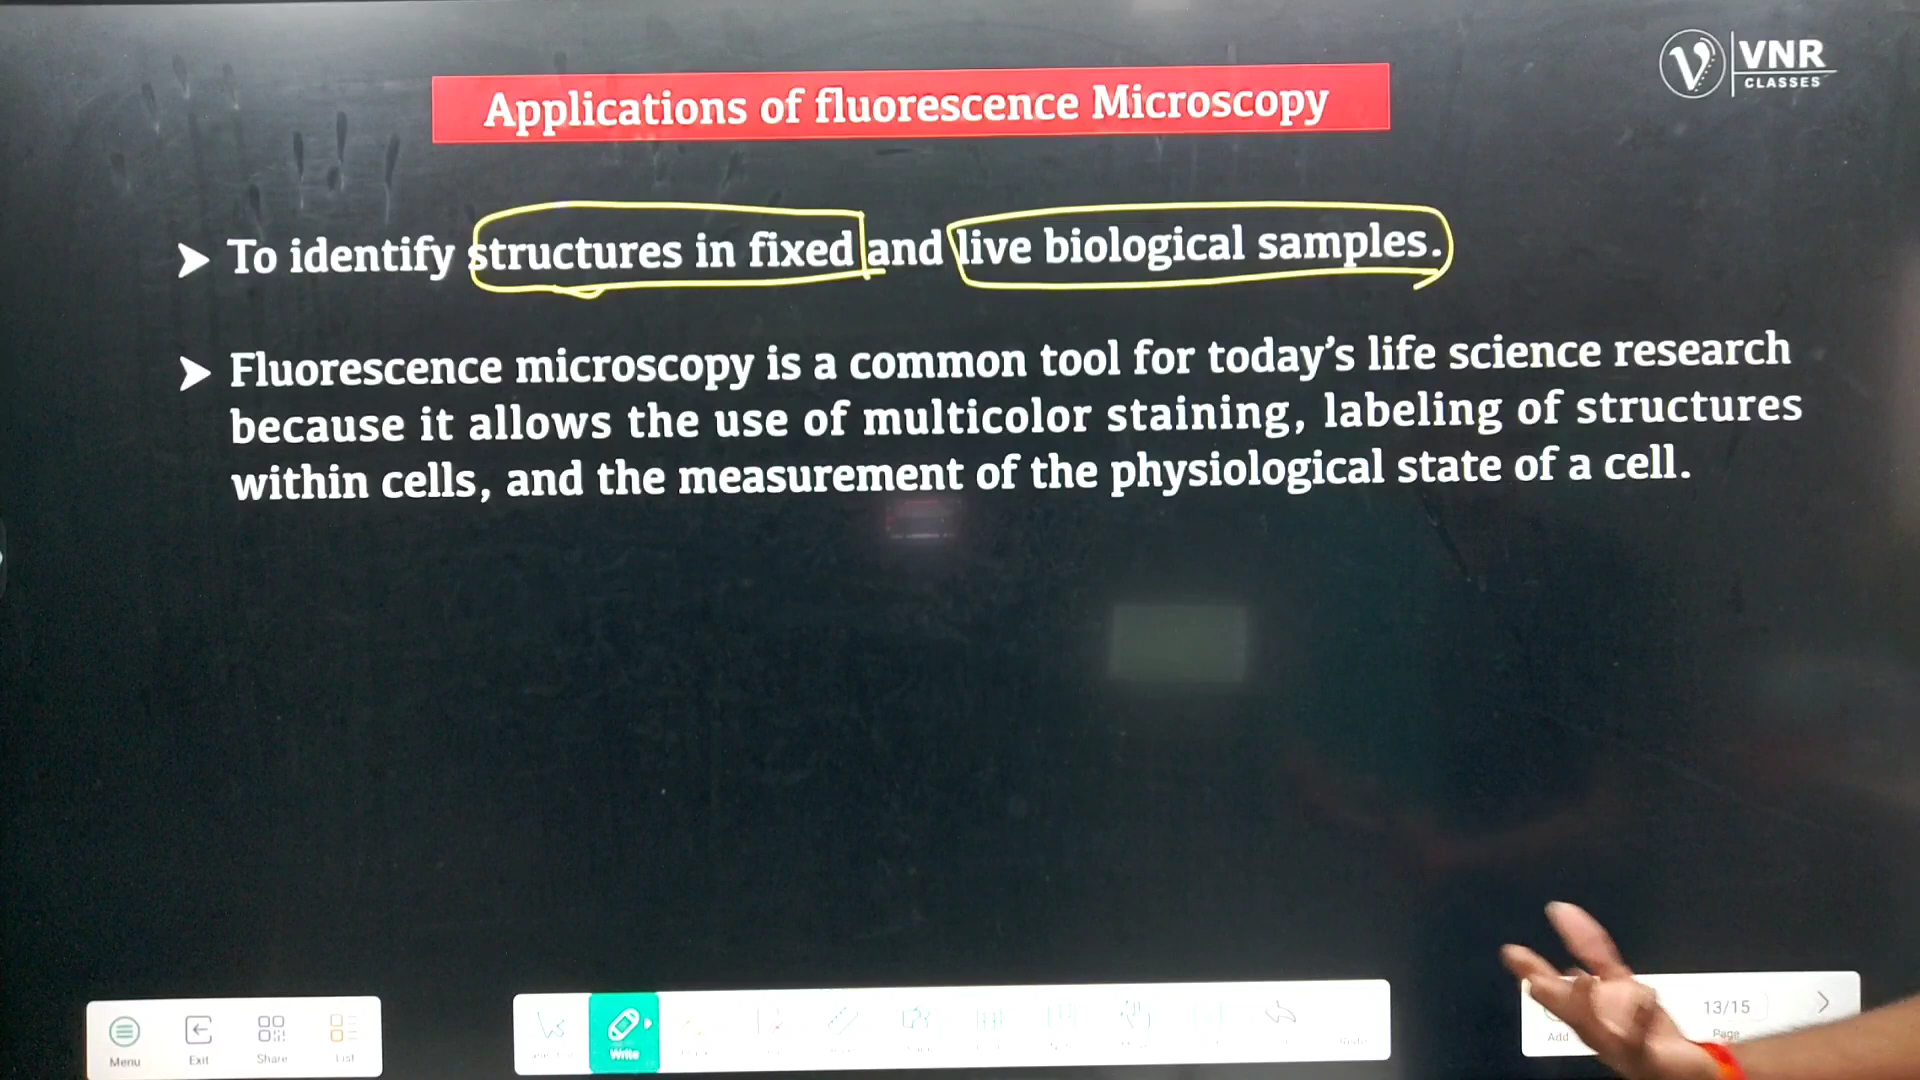 VNR
CLASSES
Applications of fluorescence Microscopy
➤ To identify structures in fixed and live biological samples.
➤ Fluorescence microscopy is a common tool for today's life science research
because it allows the use of multicolor staining, labeling of structures
within cells, and the measurement of the physiological state of a cell.
Menu
Exit
Share
List
Write
Add
13/15
Page